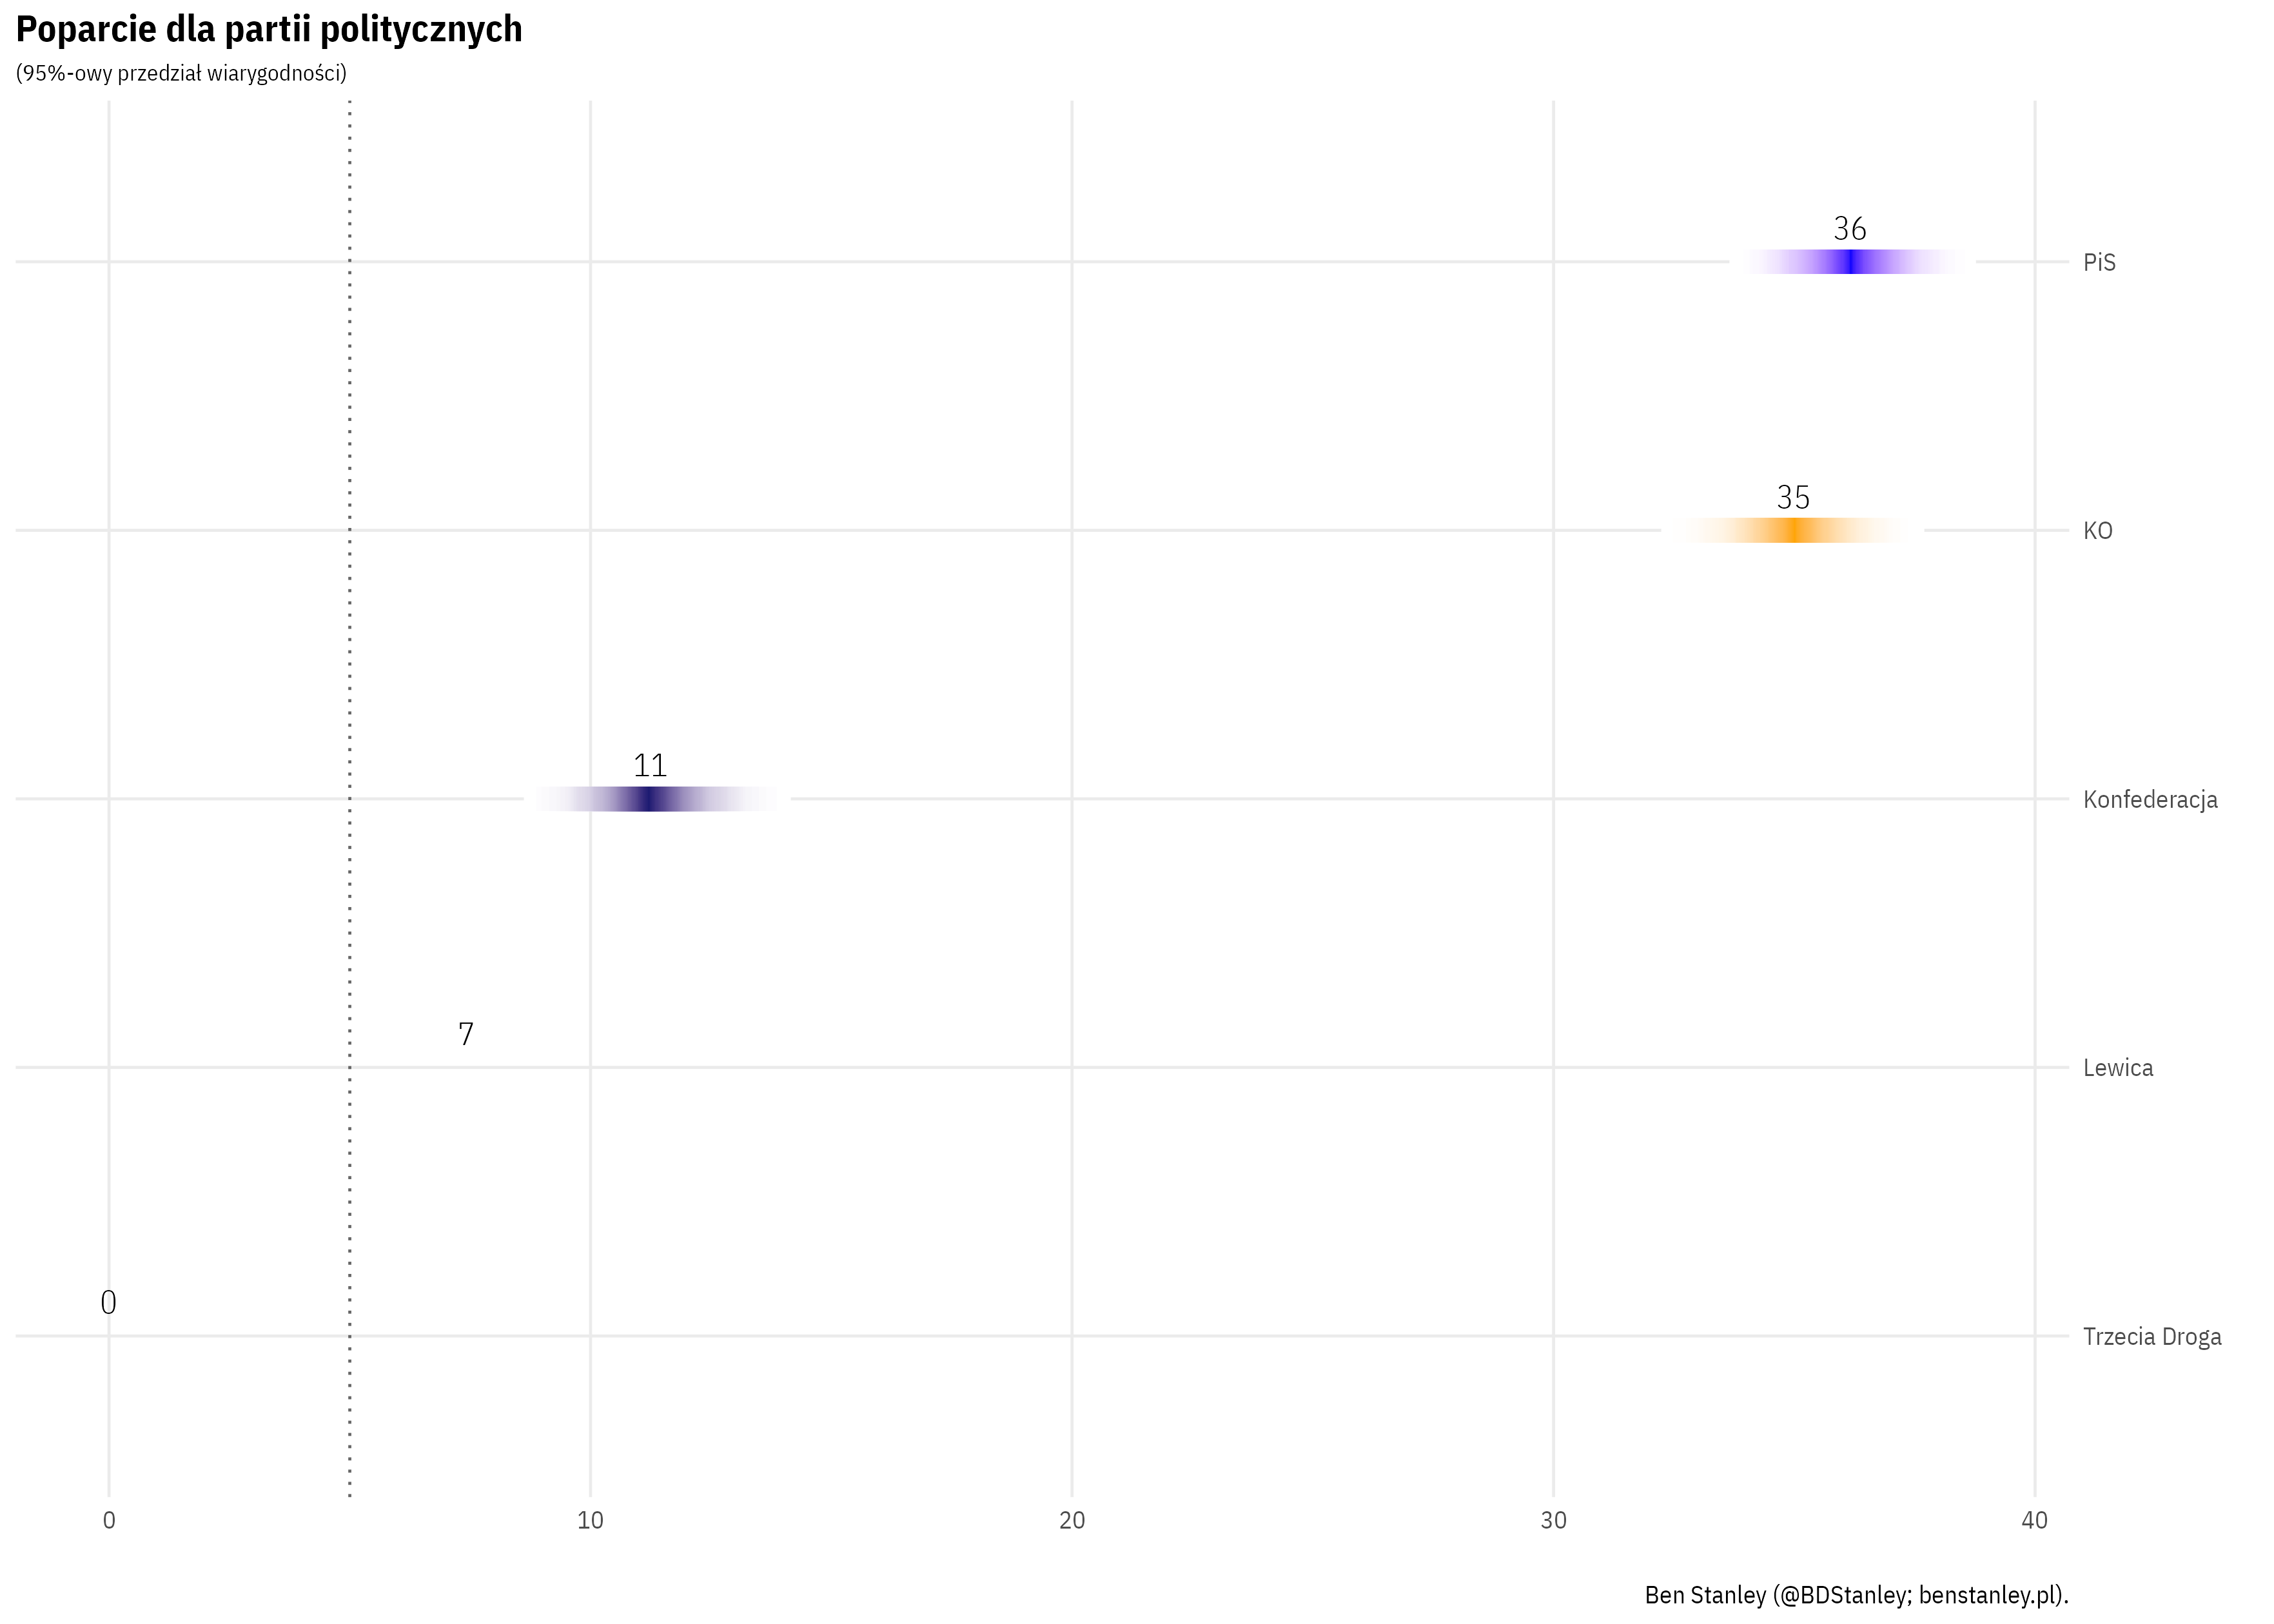 Poparcie dla partii politycznych
(95%-owy przedział wiarygodności)
36
PiS
35
KO
11
Konfederacja
7
Lewica
0
Trzecia Droga
0 10 20 30 40
Ben Stanley (@BDStanley; benstanley.pl).